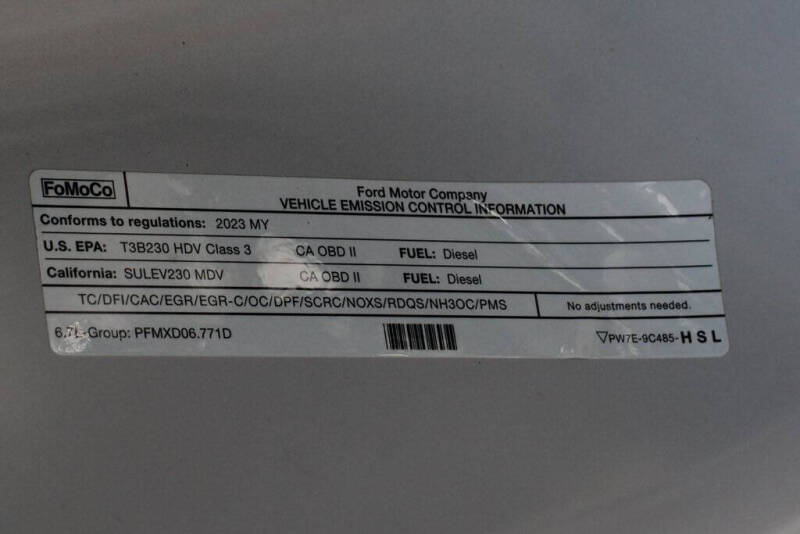 FoMoCo
Ford Motor Company
VEHICLE EMISSION CONTROL INFORMATION
Conforms to regulations: 2023 MY
U.S. EPA: T3B230 HDV Class 3 CA OBD II FUEL: Diesel
California: SULEV230 MDV CA OBD II FUEL: Diesel
TC/DFI/CAC/EGR/EGR-C/OC/DPF/SCRC/NOXS/RDQS/NH3OC/PMS No adjustments needed.
6.7L-Group: PFMXD06.771D PW7E-9C485-HSL